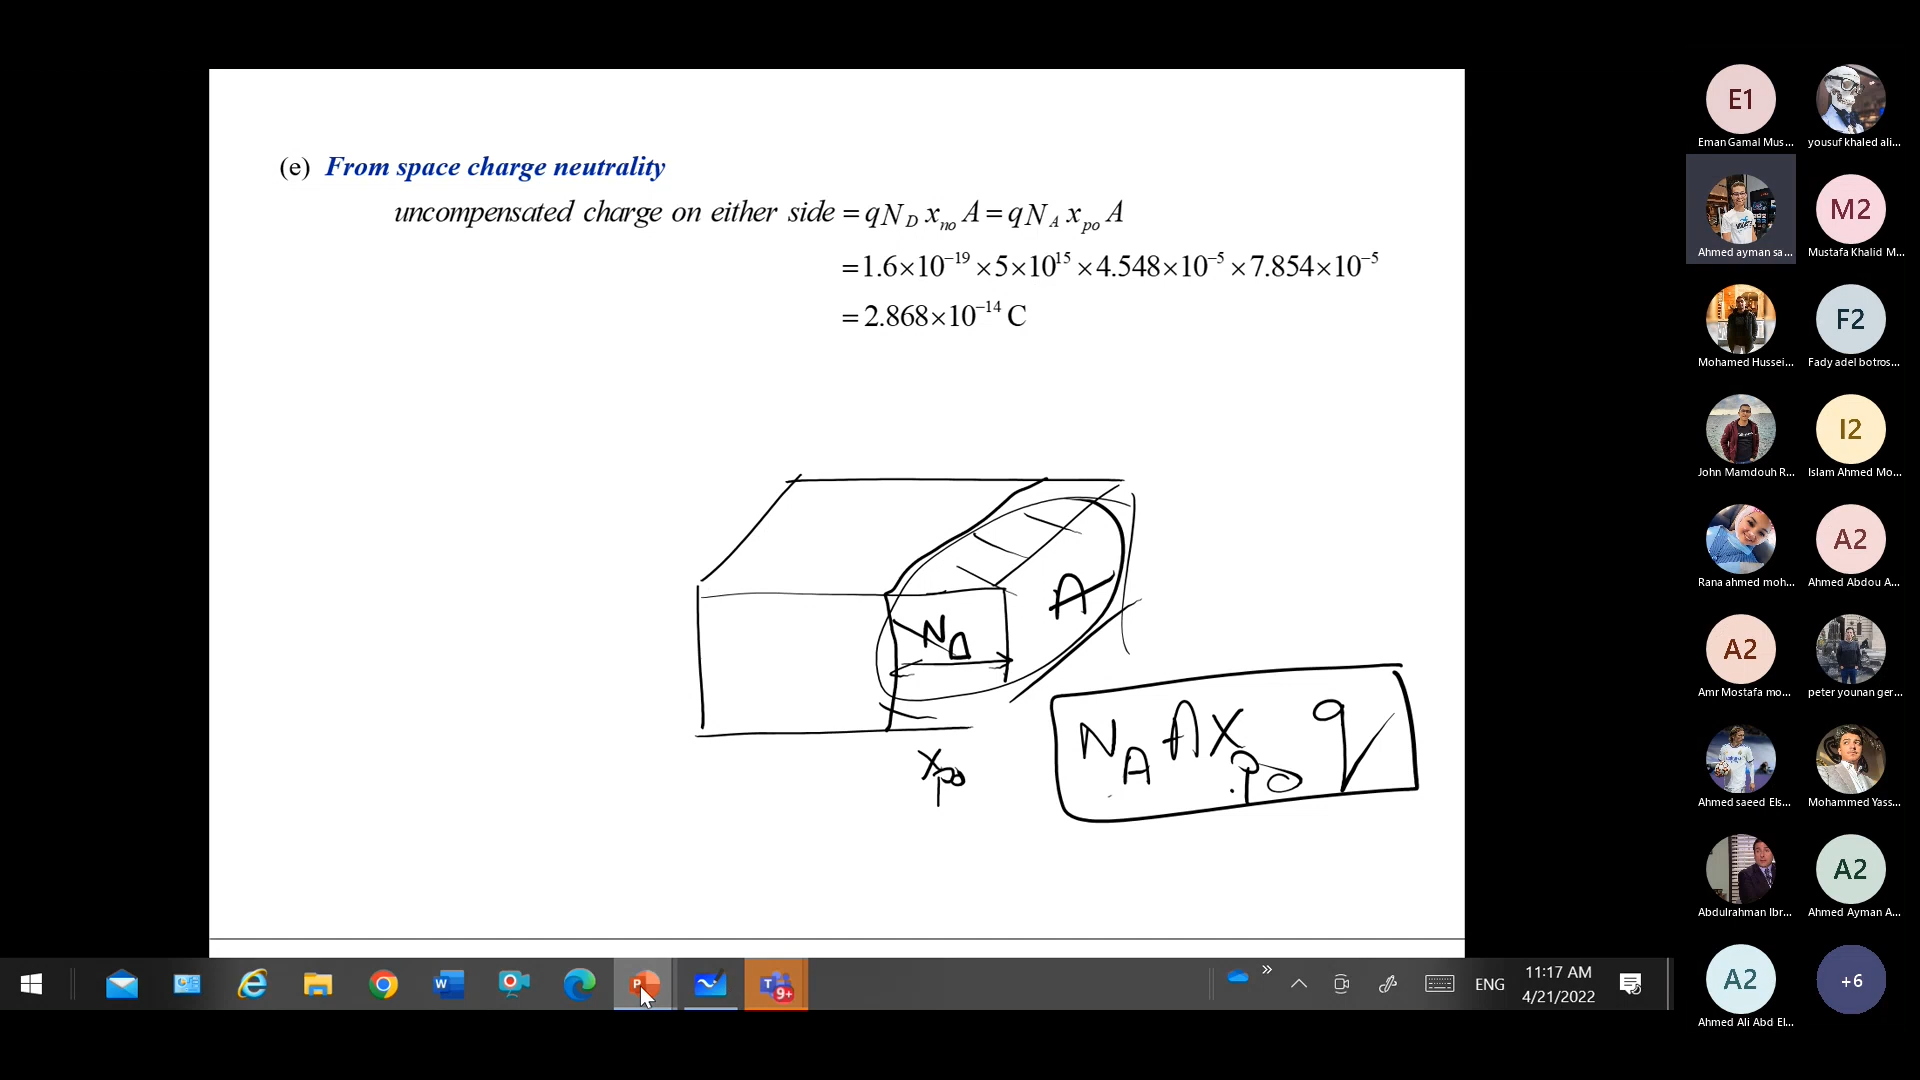 (e) From space charge neutrality
uncompensated charge on either side = qN_D x_no A = qN_A x_po A
= 1.6×10⁻¹⁹ ×5×10¹⁵ ×4.548×10⁻⁵ ×7.854×10⁻⁵
= 2.868×10⁻¹⁴ C
A
N_D
N_A A X_po q
x_po
E1
Eman Gamal Mus...
yousuf khaled ali...
Ahmed ayman sa...
M2
Mustafa Khalid M...
Mohamed Hussei...
F2
Fady adel botros...
John Mamdouh R...
I2
Islam Ahmed Mo...
Rana ahmed moh...
A2
Ahmed Abdou A...
A2
Amr Mostafa mo...
peter younan ger...
Ahmed saeed Els...
Mohammed Yass...
Abdulrahman Ibr...
A2
Ahmed Ayman A...
A2
Ahmed Ali Abd El...
+6
9+
ENG
11:17 AM
4/21/2022